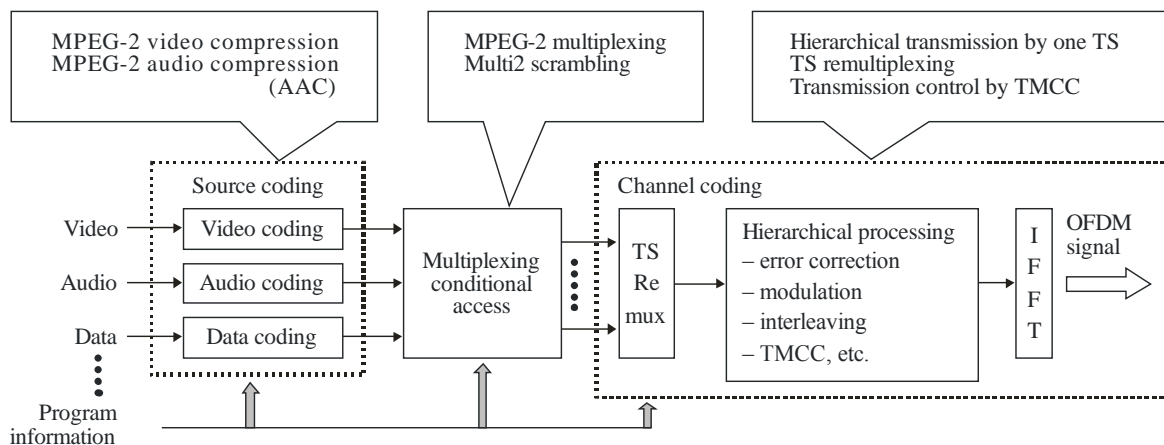 MPEG-2 video compression
MPEG-2 audio compression
(AAC)
MPEG-2 multiplexing
Multi2 scrambling
Hierarchical transmission by one TS
TS remultiplexing
Transmission control by TMCC
Source coding
Video
Video coding
Audio
Audio coding
Data
Data coding
Program
information
Multiplexing
conditional
access
Channel coding
TS
Re
mux
Hierarchical processing
– error correction
– modulation
– interleaving
– TMCC, etc.
I
F
F
T
OFDM
signal